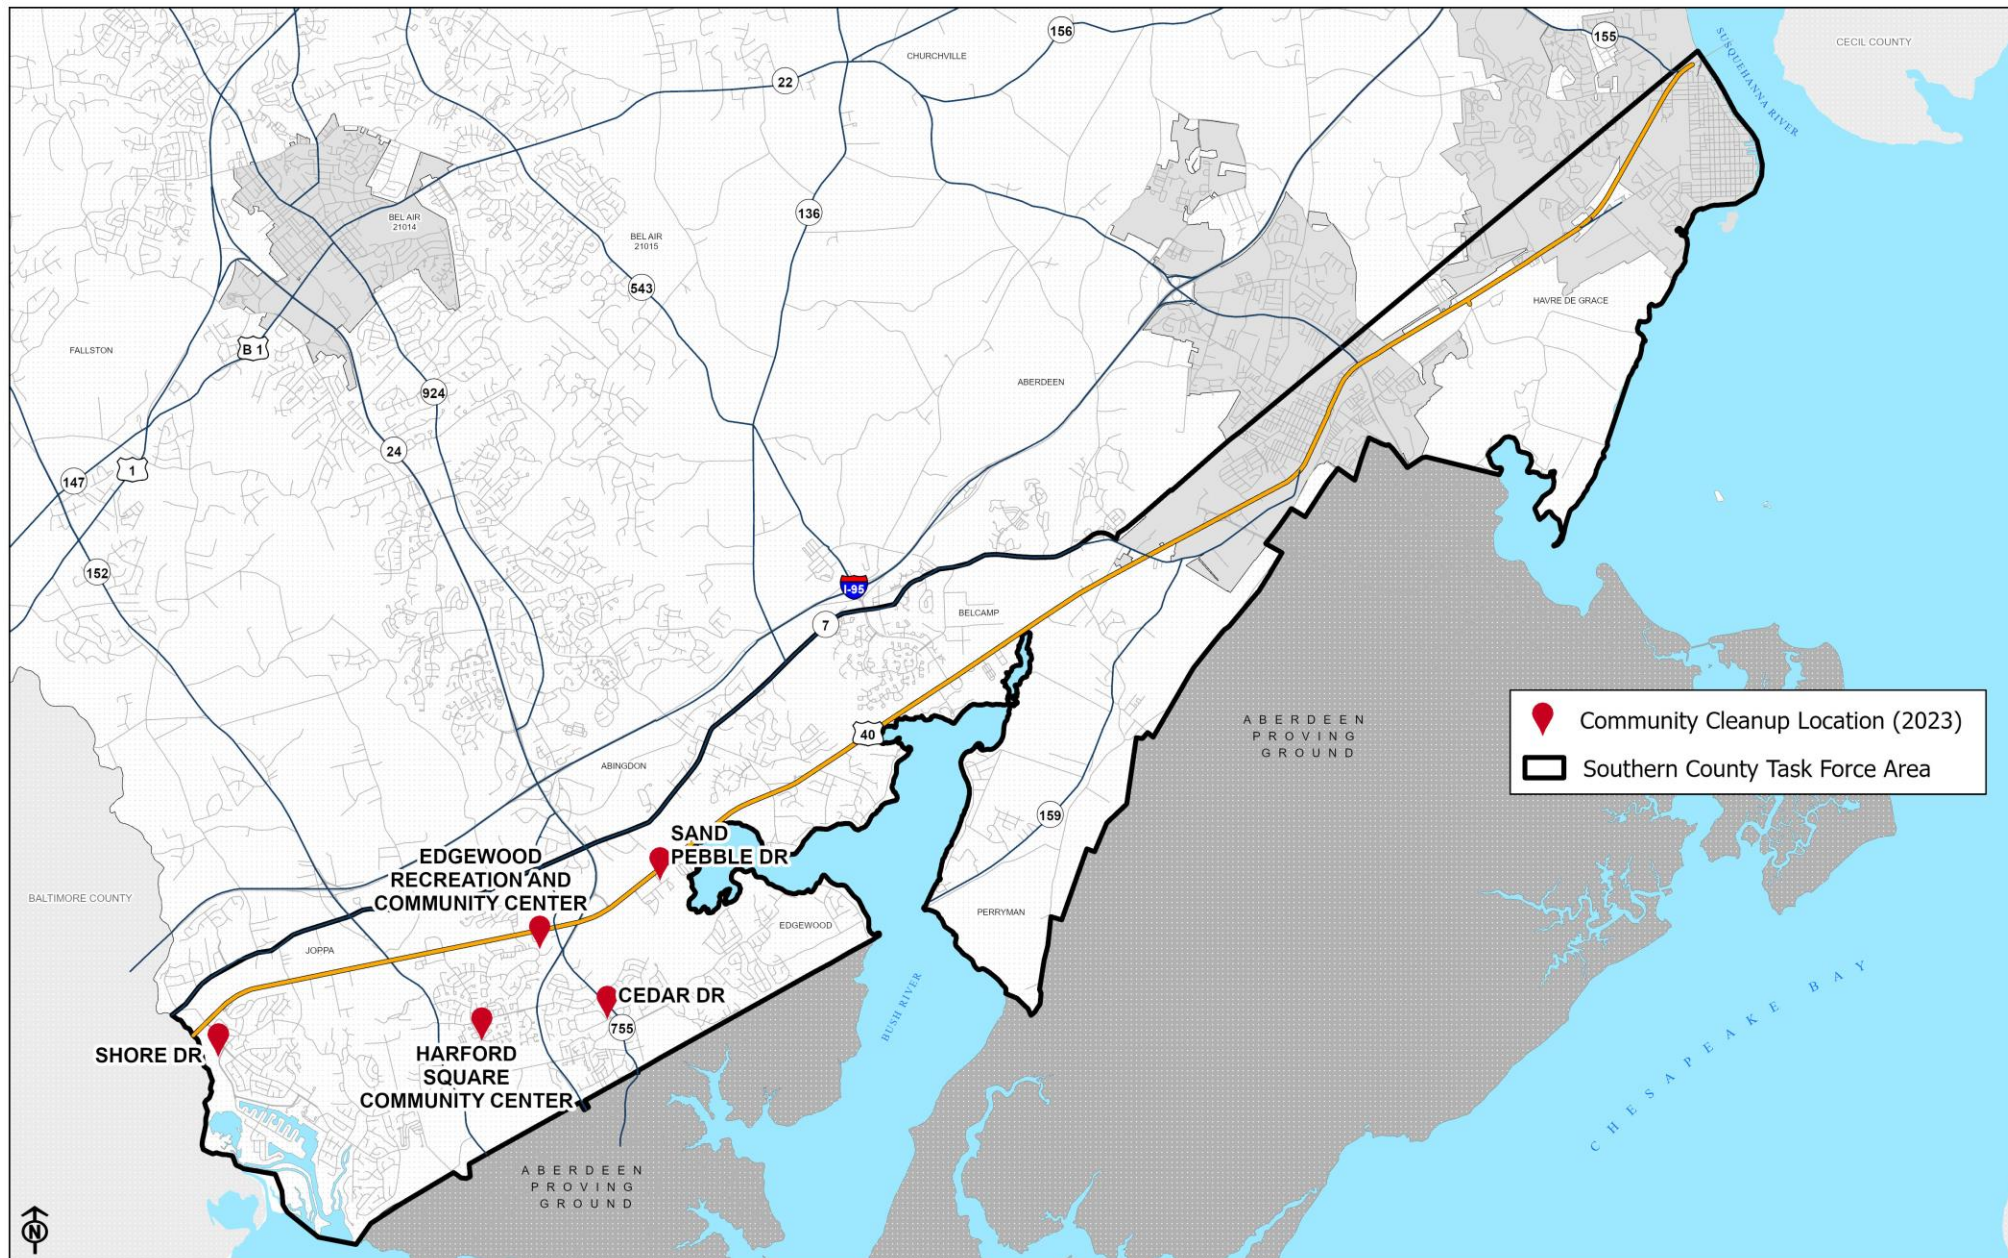 156
155
SUSQUEHANNA RIVER
CECIL COUNTY
CHURCHVILLE
22
BEL AIR
21014
136
BEL AIR
21015
543
HAVRE DE GRACE
FALLSTON
B 1
924
ABERDEEN
24
1
147
152
I-95
7
BELCAMP
40
ABERDEEN
PROVING
GROUND
Community Cleanup Location (2023)
Southern County Task Force Area
ABINGDON
159
SAND
PEBBLE DR
EDGEWOOD
RECREATION AND
COMMUNITY CENTER
BALTIMORE COUNTY
EDGEWOOD
PERRYMAN
JOPPA
CEDAR DR
755
BUSH RIVER
CHESAPEAKE BAY
SHORE DR
HARFORD
SQUARE
COMMUNITY CENTER
ABERDEEN
PROVING
GROUND
N